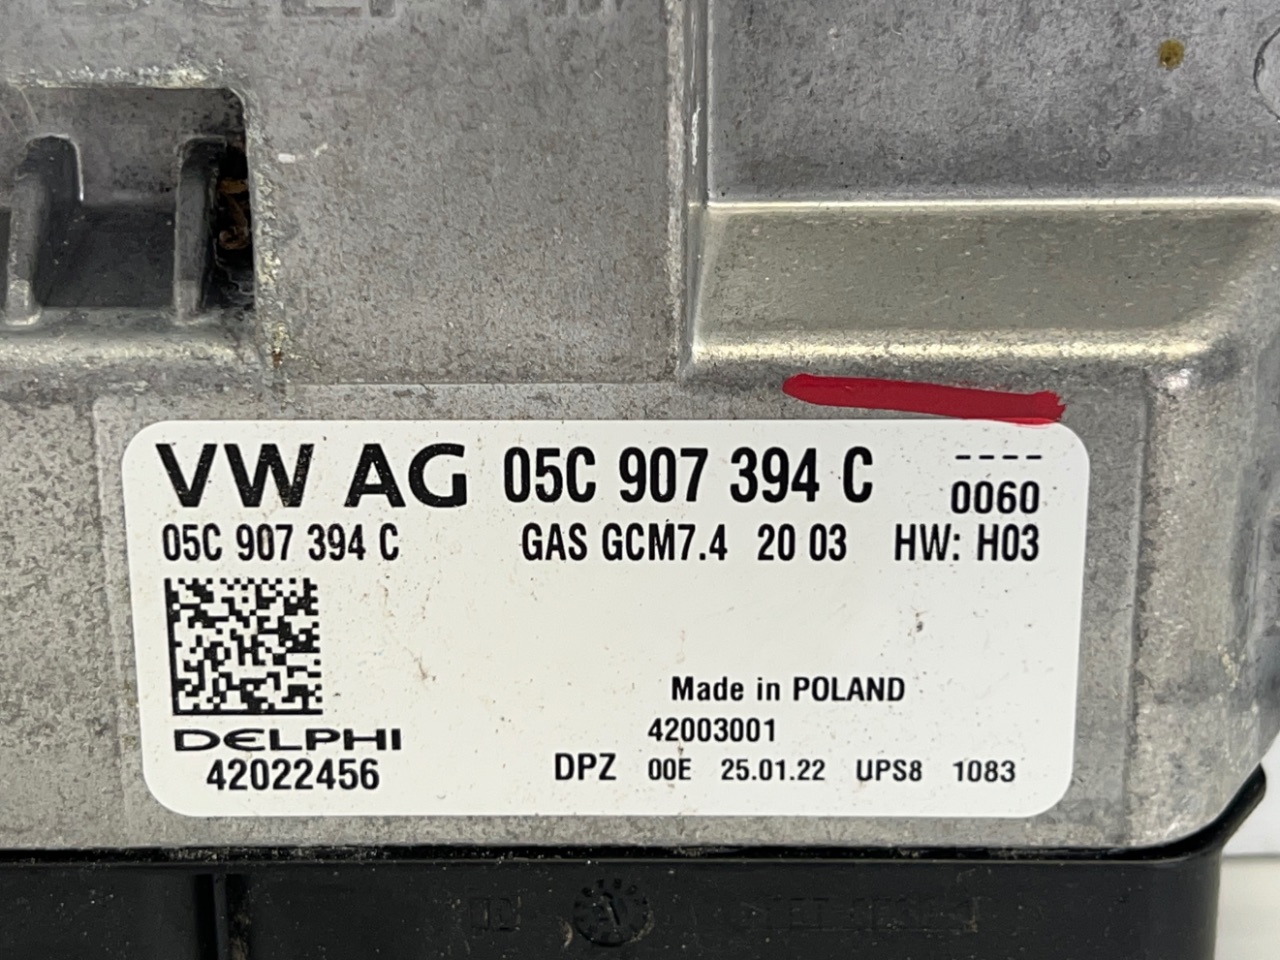 VW AG 05C 907 394 C ----
0060
05C 907 394 C GAS GCM7.4 20 03 HW: H03
Made in POLAND
DELPHI 42003001
42022456 DPZ 00E 25.01.22 UPS8 1083